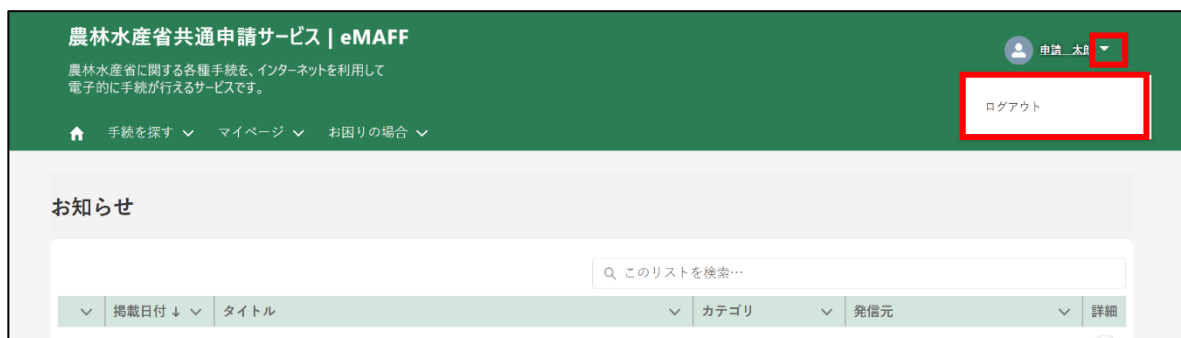 農林水産省共通申請サービス | eMAFF
農林水産省に関する各種手続を、インターネットを利用して
電子的に手続が行えるサービスです。
申請 太郎
ログアウト
手続を探す マイページ お困りの場合
お知らせ
このリストを検索…
掲載日付↓ タイトル カテゴリ 発信元 詳細